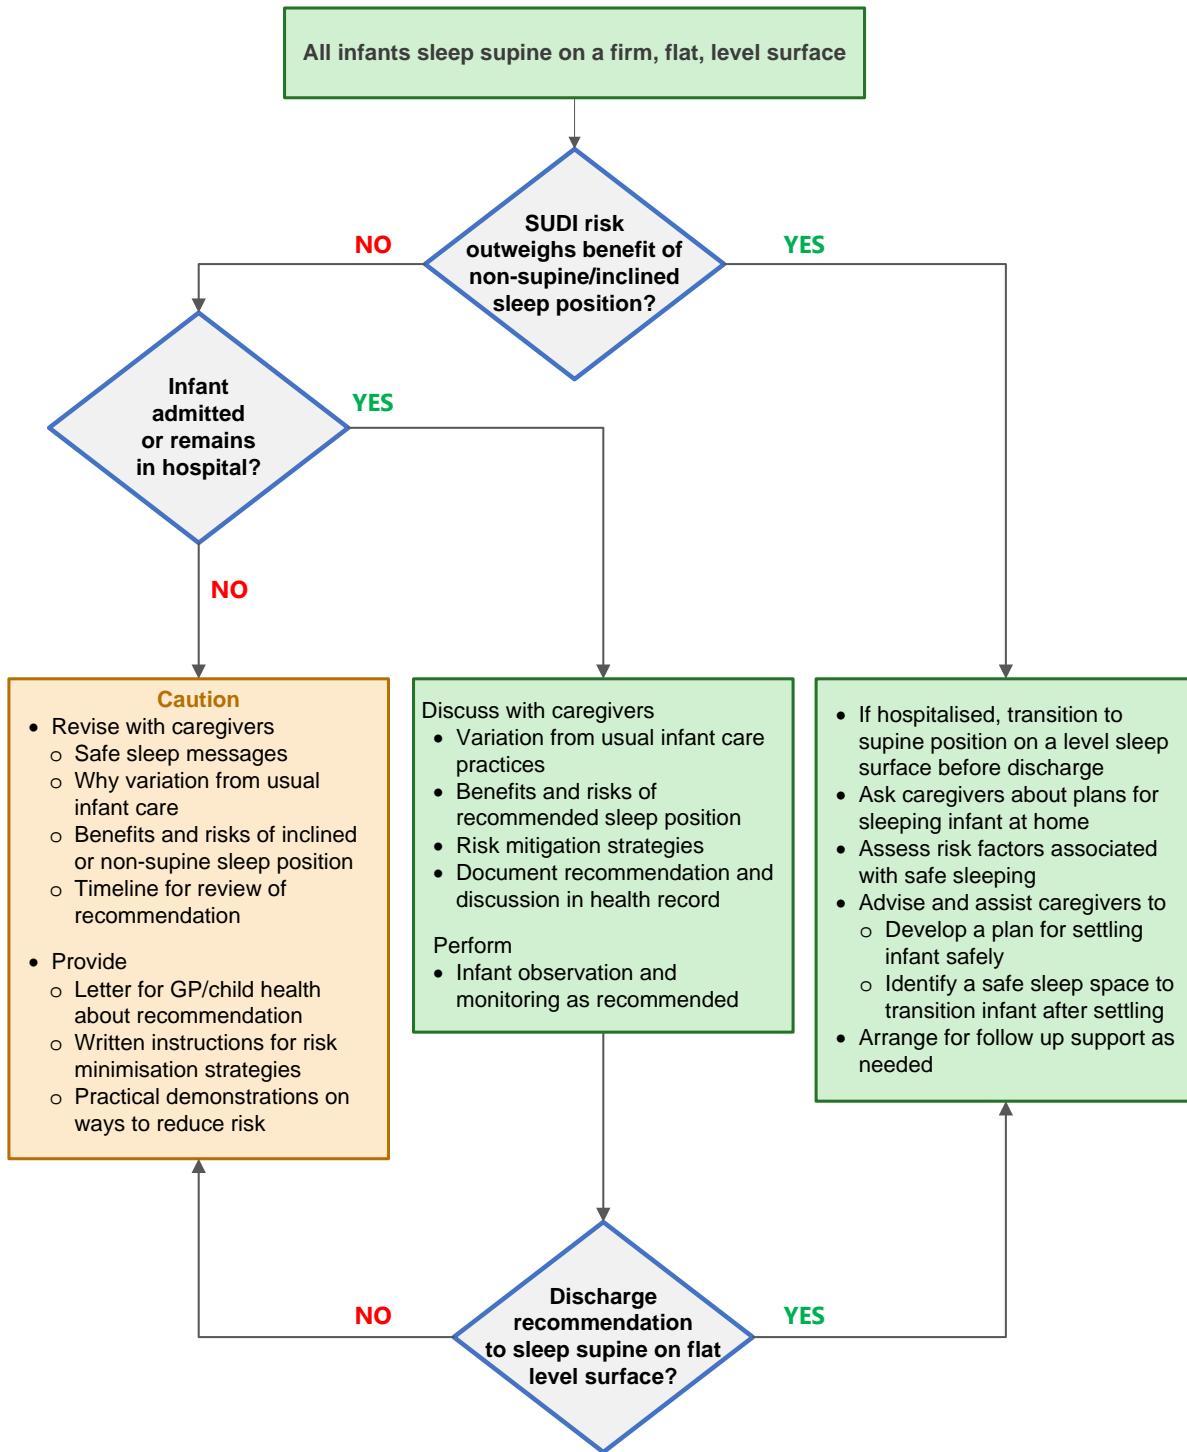 All infants sleep supine on a firm, flat, level surface
SUDI risk
outweighs benefit of
non-supine/inclined
sleep position?
NO
YES
Infant
admitted
or remains
in hospital?
YES
NO
Caution
• Revise with caregivers
o Safe sleep messages
o Why variation from usual
infant care
o Benefits and risks of inclined
or non-supine sleep position
o Timeline for review of
recommendation
• Provide
o Letter for GP/child health
about recommendation
o Written instructions for risk
minimisation strategies
o Practical demonstrations on
ways to reduce risk
Discuss with caregivers
• Variation from usual infant care
practices
• Benefits and risks of
recommended sleep position
• Risk mitigation strategies
• Document recommendation and
discussion in health record
Perform
• Infant observation and
monitoring as recommended
• If hospitalised, transition to
supine position on a level sleep
surface before discharge
• Ask caregivers about plans for
sleeping infant at home
• Assess risk factors associated
with safe sleeping
• Advise and assist caregivers to
o Develop a plan for settling
infant safely
o Identify a safe sleep space to
transition infant after settling
• Arrange for follow up support as
needed
Discharge
recommendation
to sleep supine on flat
level surface?
NO
YES